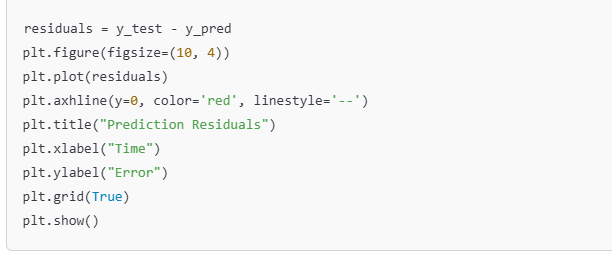 residuals = y_test - y_pred
plt.figure(figsize=(10, 4))
plt.plot(residuals)
plt.axhline(y=0, color='red', linestyle='--')
plt.title("Prediction Residuals")
plt.xlabel("Time")
plt.ylabel("Error")
plt.grid(True)
plt.show()